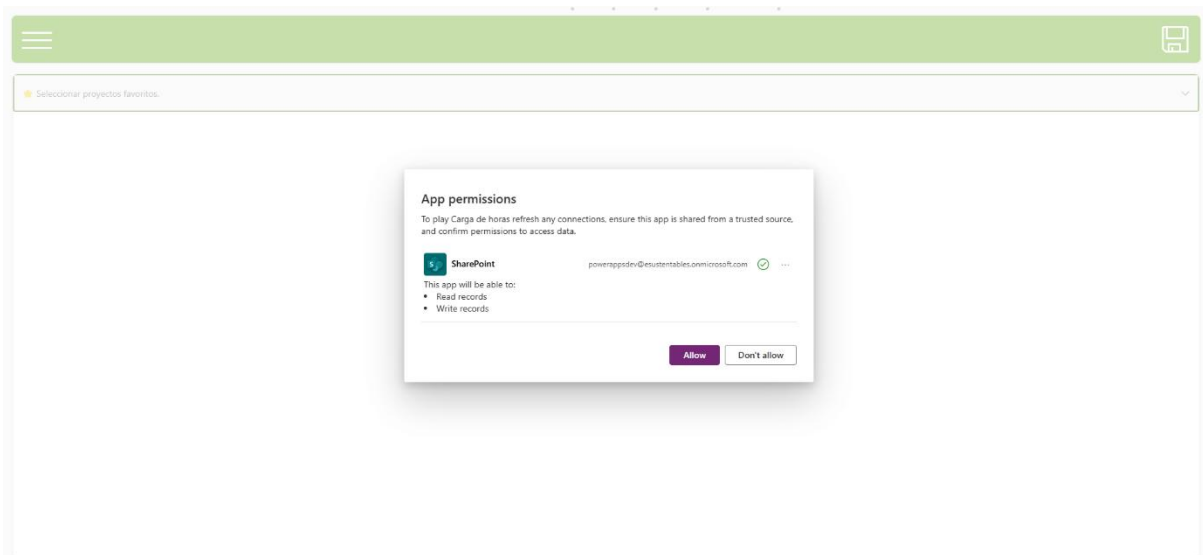 Seleccionar proyectos favoritos.
App permissions
To play Carga de horas refresh any connections, ensure this app is shared from a trusted source,
and confirm permissions to access data.
SharePoint powerappsdev@esustentables.onmicrosoft.com
This app will be able to:
• Read records
• Write records
Allow Don't allow